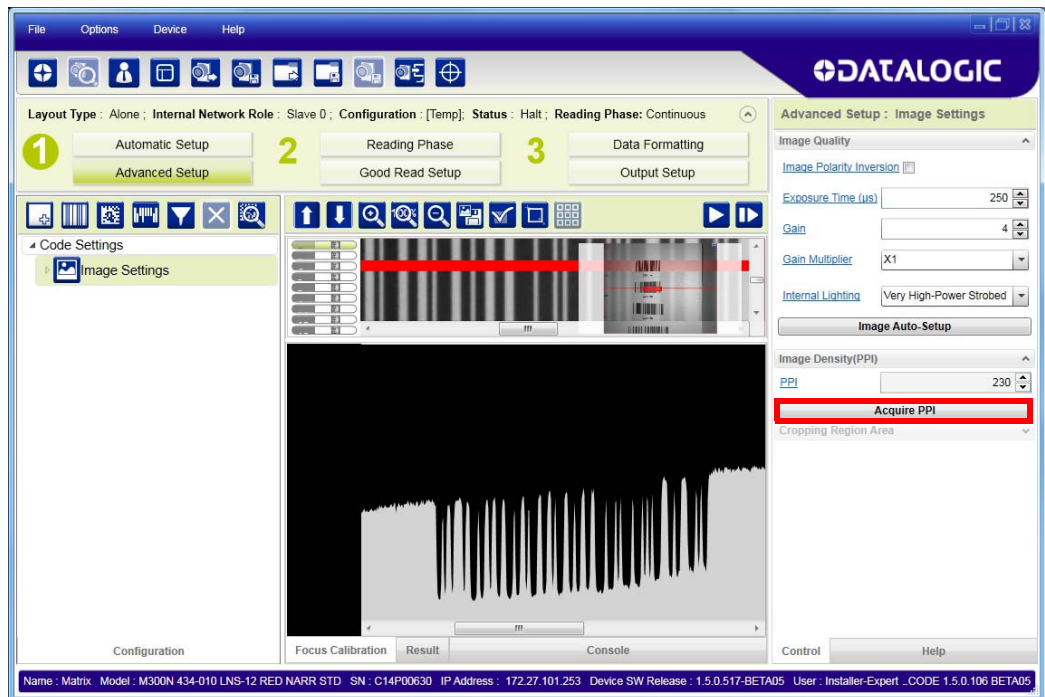 File Options Device Help
DATALOGIC
Layout Type : Alone ; Internal Network Role : Slave 0 ; Configuration : [Temp]; Status : Halt ; Reading Phase: Continuous
1 Automatic Setup 2 Reading Phase 3 Data Formatting
Advanced Setup Good Read Setup Output Setup
100%
Code Settings
Image Settings
Configuration
Focus Calibration Result Console
Advanced Setup : Image Settings
Image Quality
Image Polarity Inversion
Exposure Time (µs) 250
Gain 4
Gain Multiplier X1
Internal Lighting Very High-Power Strobed
Image Auto-Setup
Image Density(PPI)
PPI 230
Acquire PPI
Cropping Region Area
Control Help
Name : Matrix Model : M300N 434-010 LNS-12 RED NARR STD SN : C14P00630 IP Address : 172.27.101.253 Device SW Release : 1.5.0.517-BETA05 User : Installer-Expert ..CODE 1.5.0.106 BETA05